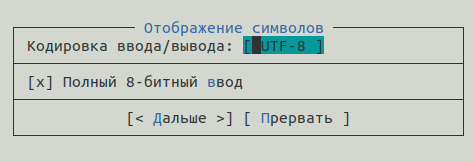 Отображение символов
Кодировка ввода/вывода: [ UTF-8 ]
[x] Полный 8-битный ввод
[< Дальше >] [ Прервать ]